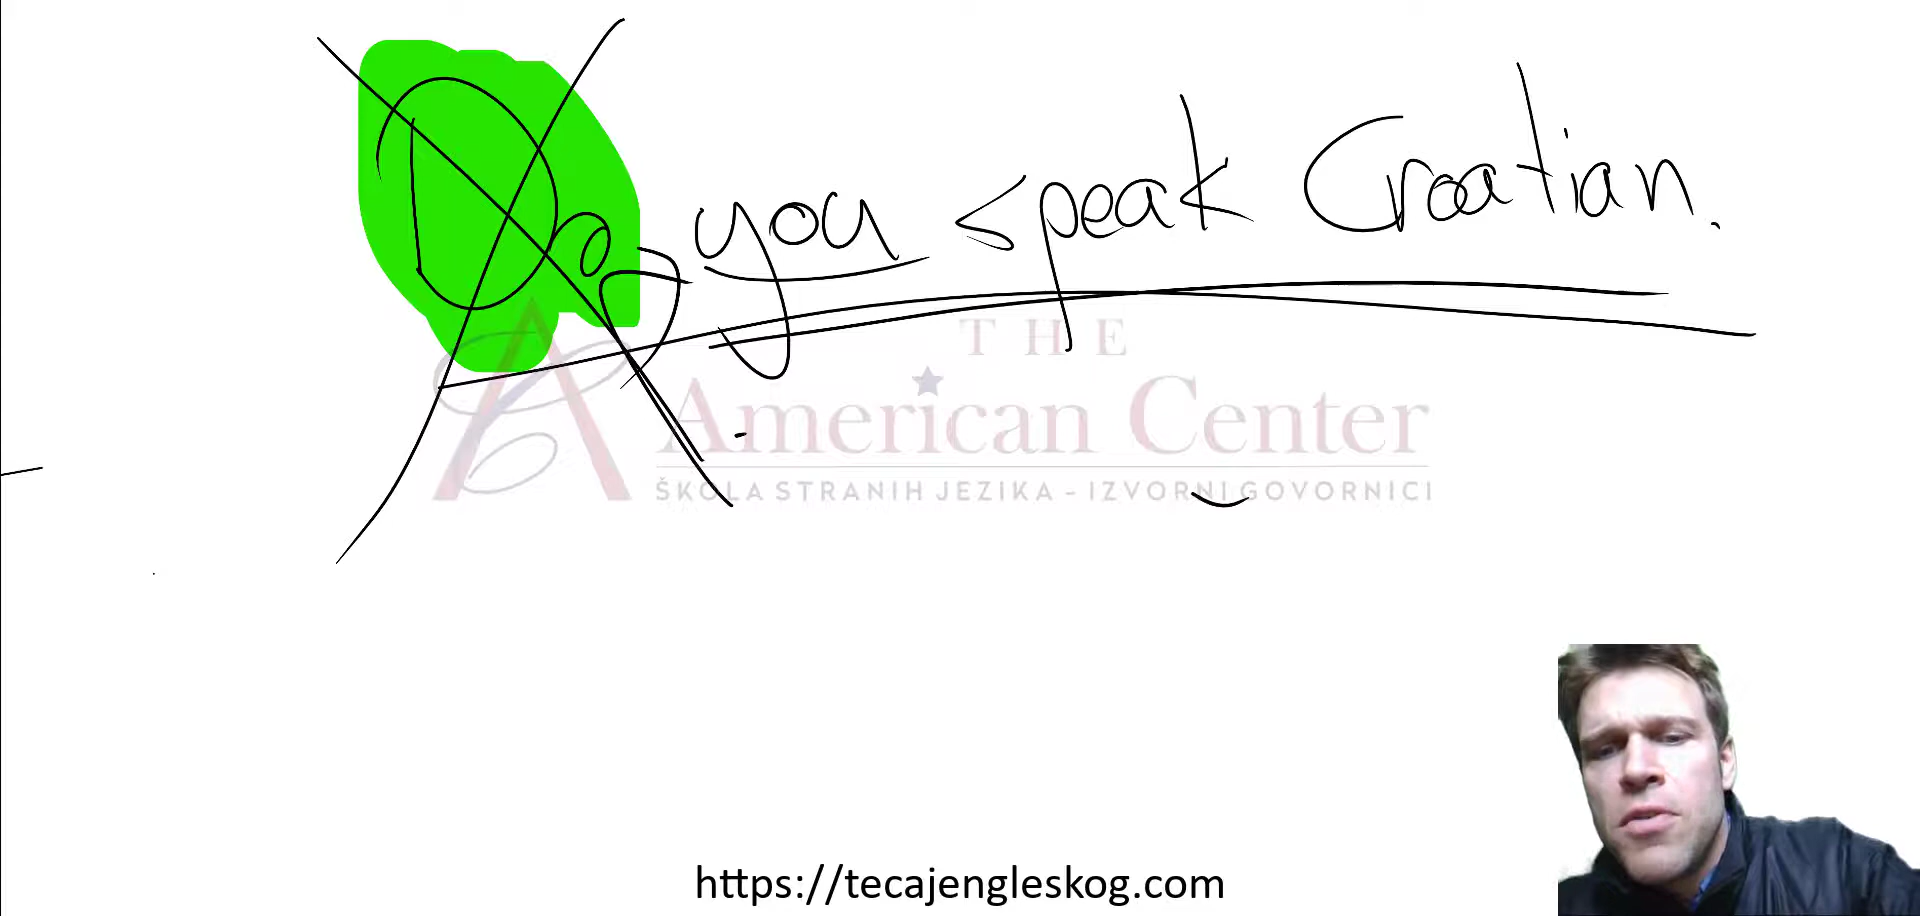 Do you speak Croatian.
THE
American Center
ŠKOLA STRANIH JEZIKA - IZVORNI GOVORNICI
https://tecajengleskog.com